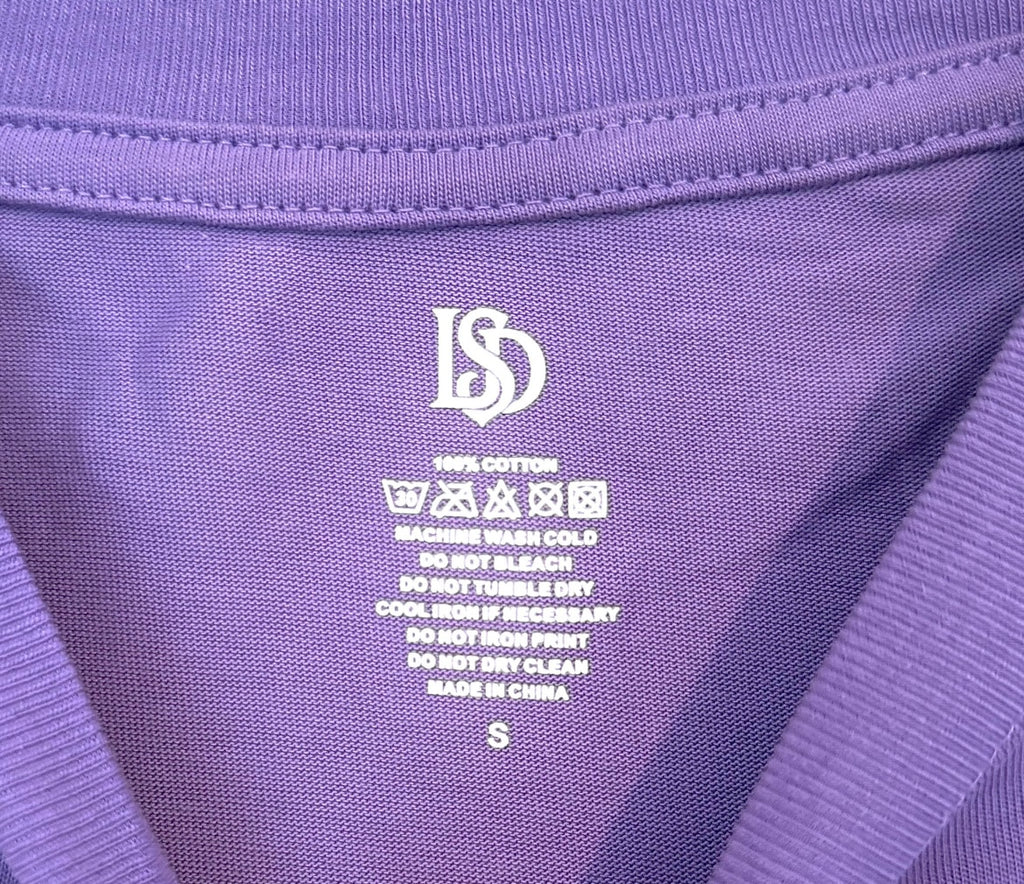 LSD
100% COTTON
30
MACHINE WASH COLD
DO NOT BLEACH
DO NOT TUMBLE DRY
COOL IRON IF NECESSARY
DO NOT IRON PRINT
DO NOT DRY CLEAN
MADE IN CHINA
S